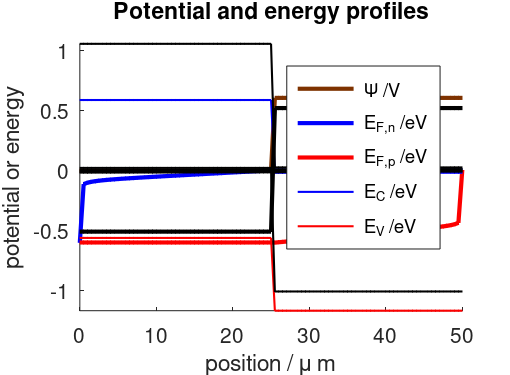 Potential and energy profiles
potential or energy
1
0.5
0
-0.5
-1
Ψ /V
E_F,n /eV
E_F,p /eV
E_C /eV
E_V /eV
0 10 20 30 40 50
position / μ m